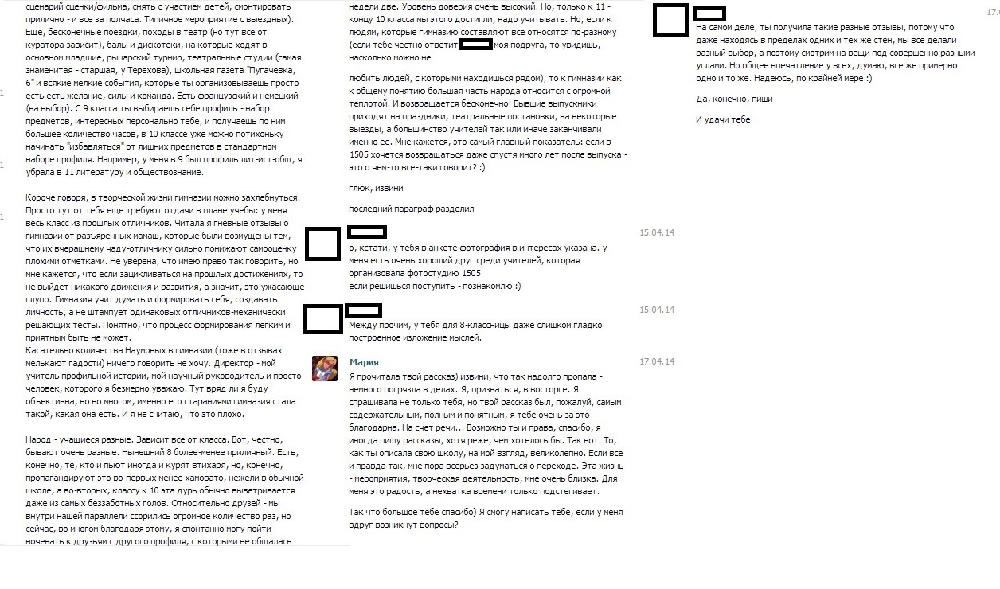 сценарий сценки/фильма, снять с участием детей, смонтировать
прилично - и все за полчаса. Типичное мероприятие с выездных).
Еще, бесконечные поездки, походы в театр (но тут все от
куратора зависит), балы и дискотеки, на которые ходят в
основном младшие, рыцарский турнир, театральные студии (самая
знаменитая - старшая, у Терехова), школьная газета "Пугачевка,
6" и всякие мелкие события, которые ты организовываешь просто
есть есть желание, силы и команда. Есть французский и немецкий
(на выбор). С 9 класса ты выбираешь себе профиль - набор
предметов, интересных персонально тебе, и получаешь по ним
большее количество часов, в 10 классе уже можно потихоньку
начинать "избавляться" от лишних предметов в стандартном
наборе профиля. Например, у меня в 9 был профиль лит-ист-общ, я
убрала в 11 литературу и обществознание.
Короче говоря, в творческой жизни гимназии можно захлебнуться.
Просто тут от тебя еще требуют отдачи в плане учебы: у меня
весь класс из прошлых отличников. Читала я гневные отзывы о
гимназии от разъяренных мамаш, которые были возмущены тем,
что их вчерашнему чаду-отличнику сильно понижают самооценку
плохими отметками. Не уверена, что имею право так говорить, но
мне кажется, что если зацикливаться на прошлых достижениях, то
не выйдет никакого движения и развития, а значит, это ужасающе
глупо. Гимназия учит думать и формировать себя, создавать
личность, а не штампует одинаковых отличников-механически
решающих тесты. Понятно, что процесс формирования легким и
приятным быть не может.
Касательно количества Наумовых в гимназии (тоже в отзывах
мелькают гадости) ничего говорить не хочу. Директор - мой
учитель профильной истории, мой научный руководитель и просто
человек, которого я безмерно уважаю. Тут вряд ли я буду
объективна, но во многом, именно его стараниями гимназия стала
такой, какая она есть. И я не считаю, что это плохо.
Народ - учащиеся разные. Зависит все от класса. Вот, честно,
бывают очень разные. Нынешний 8 более-менее приличный. Есть,
конечно, те, кто и пьют иногда и курят втихаря, но, конечно,
пропагандируют это во-первых менее хамовато, нежели в обычной
школе, а во-вторых, классу к 10 эта дурь обычно выветривается
даже из самых беззаботных голов. Относительно друзей - мы
внутри нашей параллели ссорились огромное количество раз, но
сейчас, во многом благодаря этому, я спонтанно могу пойти
ночевать к друзьям с другого профиля, с которыми не общалась
1
1
1
недели две. Уровень доверия очень высокий. Но, только к 11 -
концу 10 класса мы этого достигли, надо учитывать. Но, если к
людям, которые гимназию составляют все относятся по-разному
(если тебе честно ответит моя подруга, то увидишь,
насколько можно не
любить людей, с которыми находишься рядом), то к гимназии как
к общему понятию большая часть народа относится с огромной
теплотой. И возвращается бесконечно! Бывшие выпускники
приходят на праздники, театральные постановки, на некоторые
выезды, а большинство учителей так или иначе заканчивали
именно ее. Мне кажется, это самый главный показатель: если в
1505 хочется возвращаться даже спустя много лет после выпуска -
это о чем-то все-таки говорит? :)
глюк, извини
последний параграф разделил
15.04.14
о, кстати, у тебя в анкете фотография в интересах указана. у
меня есть очень хороший друг среди учителей, которая
организовала фотостудию 1505
если решишься поступить - познакомлю :)
15.04.14
Между прочим, у тебя для 8-классницы даже слишком гладко
построенное изложение мыслей.
Мария 17.04.14
Я прочитала твой рассказ) извини, что так надолго пропала -
немного погрязла в делах. Я, признаться, в восторге. Я
спрашивала не только тебя, но твой рассказ был, пожалуй, самым
содержательным, полным и понятным, я тебе очень за это
благодарна. На счет речи... Возможно ты и права, спасибо, я
иногда пишу рассказы, хотя реже, чем хотелось бы. Так вот. То,
как ты описала свою школу, на мой взгляд, великолепно. Если все
и правда так, мне пора всерьез задуматься о переходе. Эта жизнь
- мероприятия, творческая деятельность, мне очень близка. Для
меня это радость, а нехватка времени только подстегивает.
Так что большое тебе спасибо) Я смогу написать тебе, если у меня
вдруг возникнут вопросы?
17.0
На самом деле, ты получила такие разные отзывы, потому что
даже находясь в пределах одних и тех же стен, мы все делали
разный выбор, а поэтому смотрим на вещи под совершенно разными
углами. Но общее впечатление у всех, думаю, все же примерно
одно и то же. Надеюсь, по крайней мере :)
Да, конечно, пиши
И удачи тебе